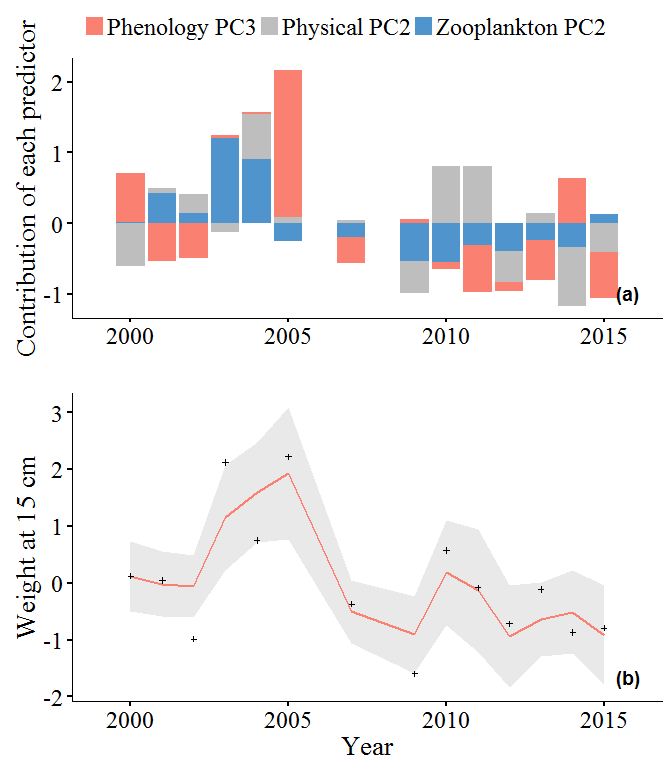 Phenology PC3 Physical PC2 Zooplankton PC2
Contribution of each predictor
2
1
0
-1
(a)
2000 2005 2010 2015
Weight at 15 cm
3
2
1
0
-1
-2
(b)
2000 2005 2010 2015
Year